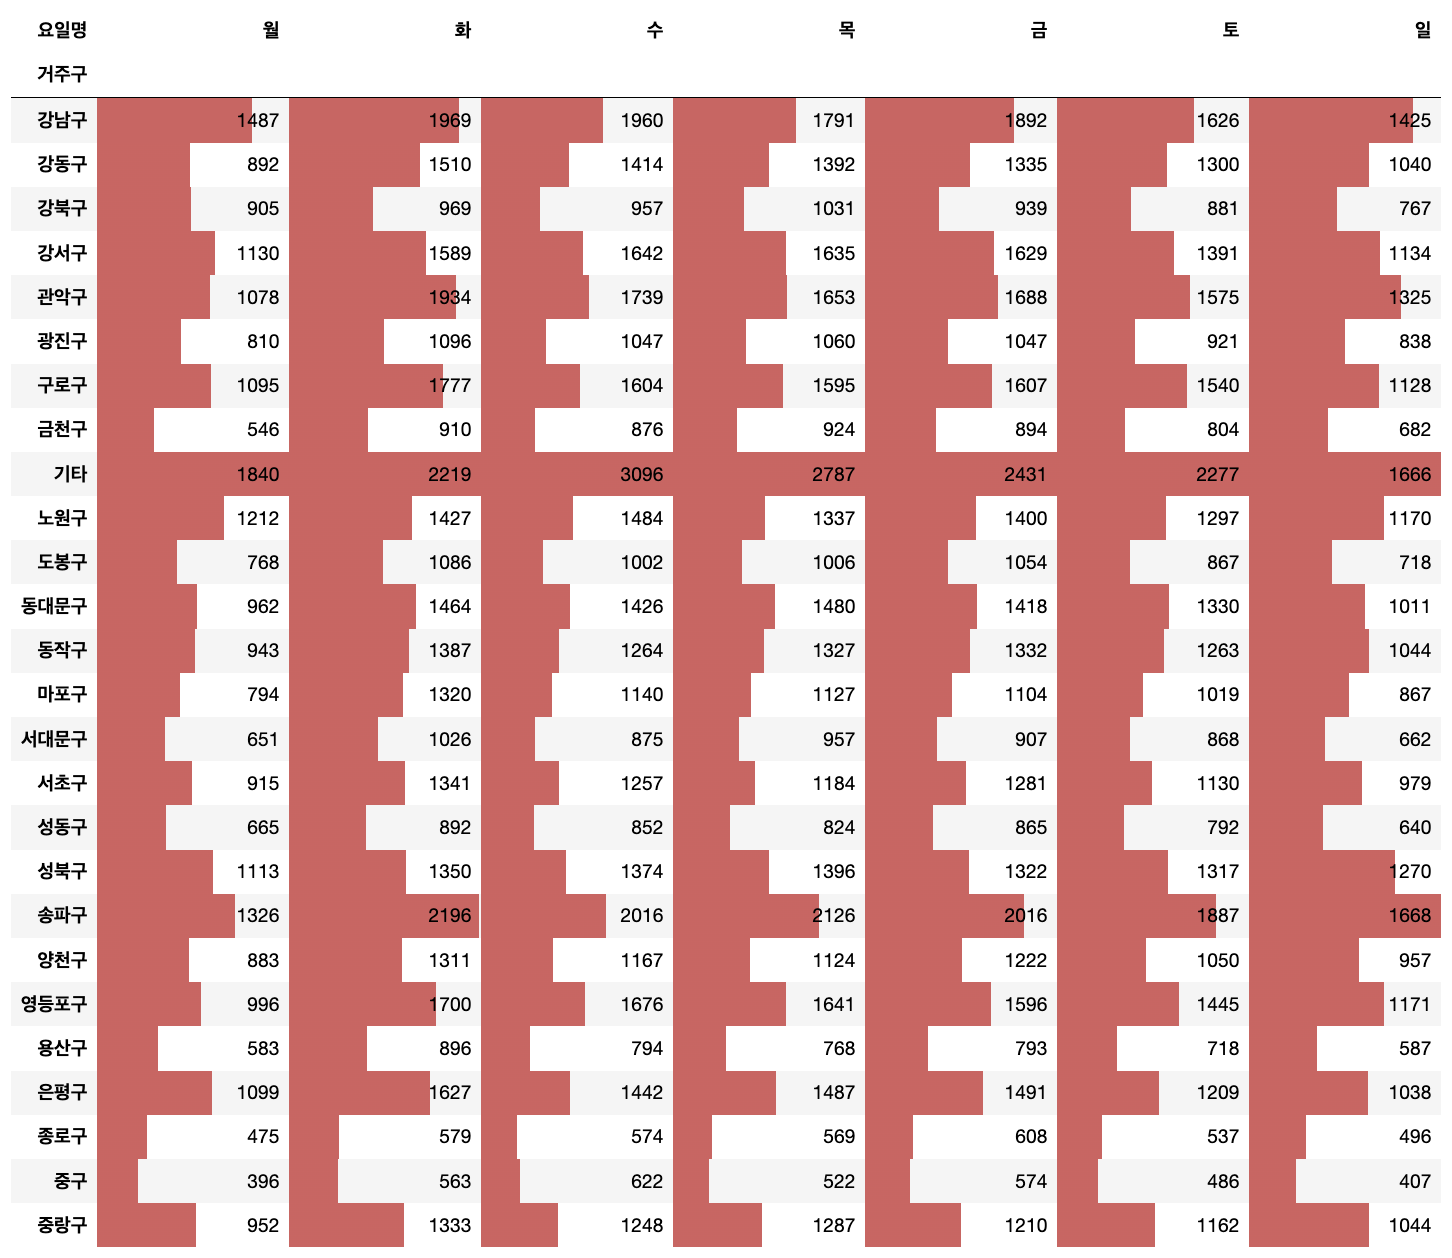 요일명 월 화 수 목 금 토 일
거주구
강남구 1487 1969 1960 1791 1892 1626 1425
강동구 892 1510 1414 1392 1335 1300 1040
강북구 905 969 957 1031 939 881 767
강서구 1130 1589 1642 1635 1629 1391 1134
관악구 1078 1934 1739 1653 1688 1575 1325
광진구 810 1096 1047 1060 1047 921 838
구로구 1095 1777 1604 1595 1607 1540 1128
금천구 546 910 876 924 894 804 682
기타 1840 2219 3096 2787 2431 2277 1666
노원구 1212 1427 1484 1337 1400 1297 1170
도봉구 768 1086 1002 1006 1054 867 718
동대문구 962 1464 1426 1480 1418 1330 1011
동작구 943 1387 1264 1327 1332 1263 1044
마포구 794 1320 1140 1127 1104 1019 867
서대문구 651 1026 875 957 907 868 662
서초구 915 1341 1257 1184 1281 1130 979
성동구 665 892 852 824 865 792 640
성북구 1113 1350 1374 1396 1322 1317 1270
송파구 1326 2196 2016 2126 2016 1887 1668
양천구 883 1311 1167 1124 1222 1050 957
영등포구 996 1700 1676 1641 1596 1445 1171
용산구 583 896 794 768 793 718 587
은평구 1099 1627 1442 1487 1491 1209 1038
종로구 475 579 574 569 608 537 496
중구 396 563 622 522 574 486 407
중랑구 952 1333 1248 1287 1210 1162 1044